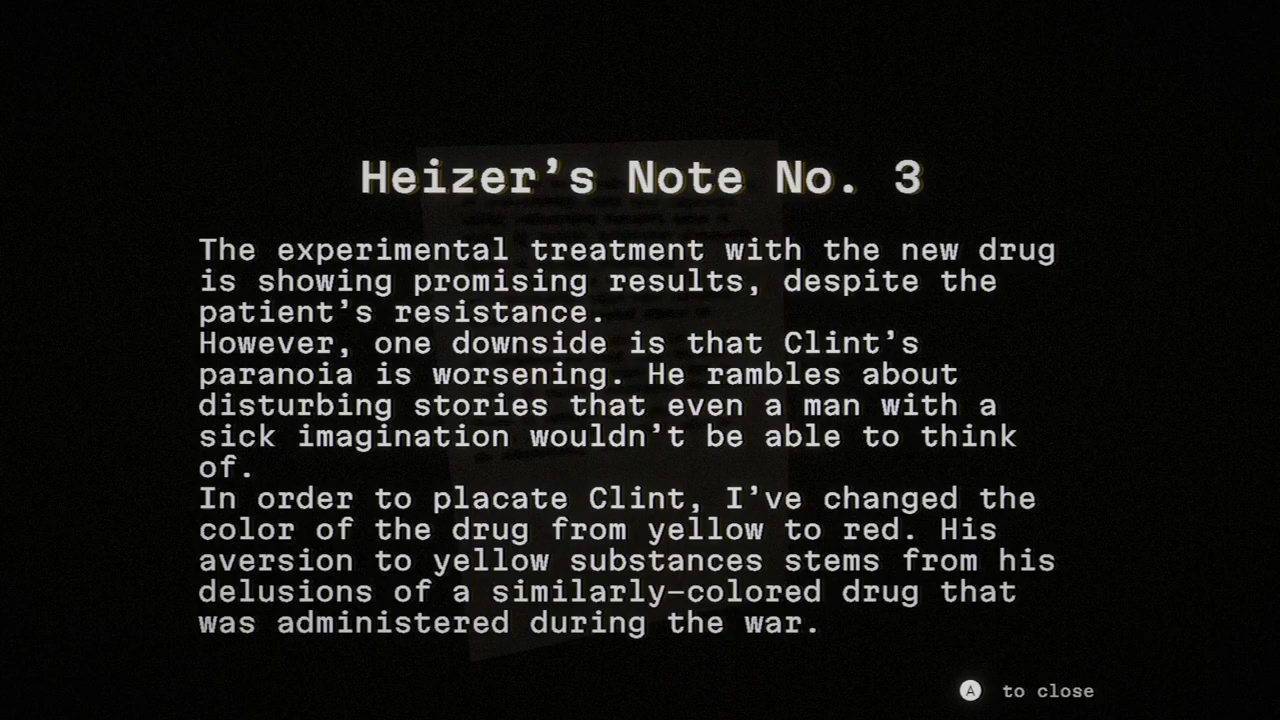 Heizer’s Note No. 3
The experimental treatment with the new drug
is showing promising results, despite the
patient’s resistance.
However, one downside is that Clint’s
paranoia is worsening. He rambles about
disturbing stories that even a man with a
sick imagination wouldn’t be able to think
of.
In order to placate Clint, I’ve changed the
color of the drug from yellow to red. His
aversion to yellow substances stems from his
delusions of a similarly-colored drug that
was administered during the war.
A to close